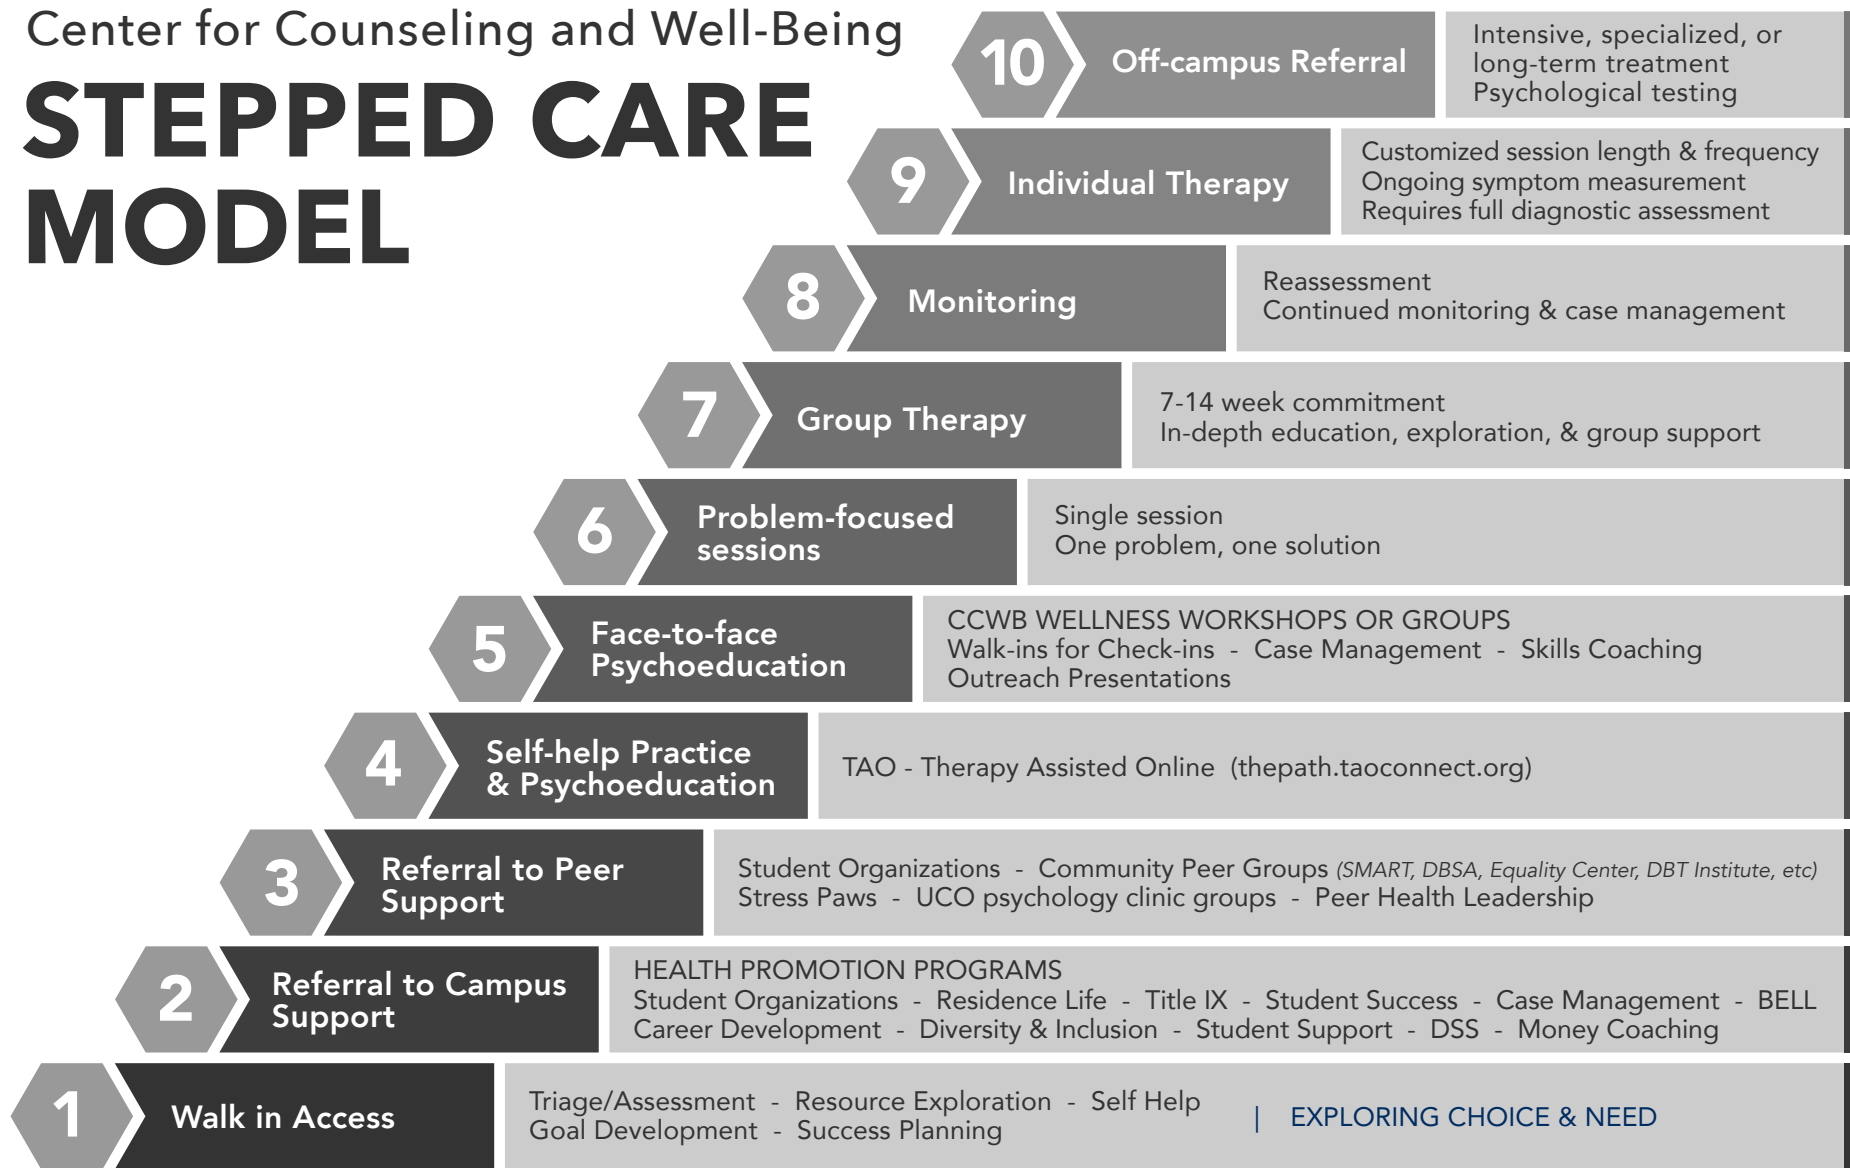 Center for Counseling and Well-Being
STEPPED CARE
MODEL
10
Off-campus Referral
Intensive, specialized, or
long-term treatment
Psychological testing
9
Individual Therapy
Customized session length & frequency
Ongoing symptom measurement
Requires full diagnostic assessment
8
Monitoring
Reassessment
Continued monitoring & case management
7
Group Therapy
7-14 week commitment
In-depth education, exploration, & group support
6
Problem-focused
sessions
Single session
One problem, one solution
5
Face-to-face
Psychoeducation
CCWB WELLNESS WORKSHOPS OR GROUPS
Walk-ins for Check-ins - Case Management - Skills Coaching
Outreach Presentations
4
Self-help Practice
& Psychoeducation
TAO - Therapy Assisted Online (thepath.taoconnect.org)
3
Referral to Peer
Support
Student Organizations - Community Peer Groups (SMART, DBSA, Equality Center, DBT Institute, etc)
Stress Paws - UCO psychology clinic groups - Peer Health Leadership
2
Referral to Campus
Support
HEALTH PROMOTION PROGRAMS
Student Organizations - Residence Life - Title IX - Student Success - Case Management - BELL
Career Development - Diversity & Inclusion - Student Support - DSS - Money Coaching
1
Walk in Access
Triage/Assessment - Resource Exploration - Self Help
Goal Development - Success Planning
| EXPLORING CHOICE & NEED